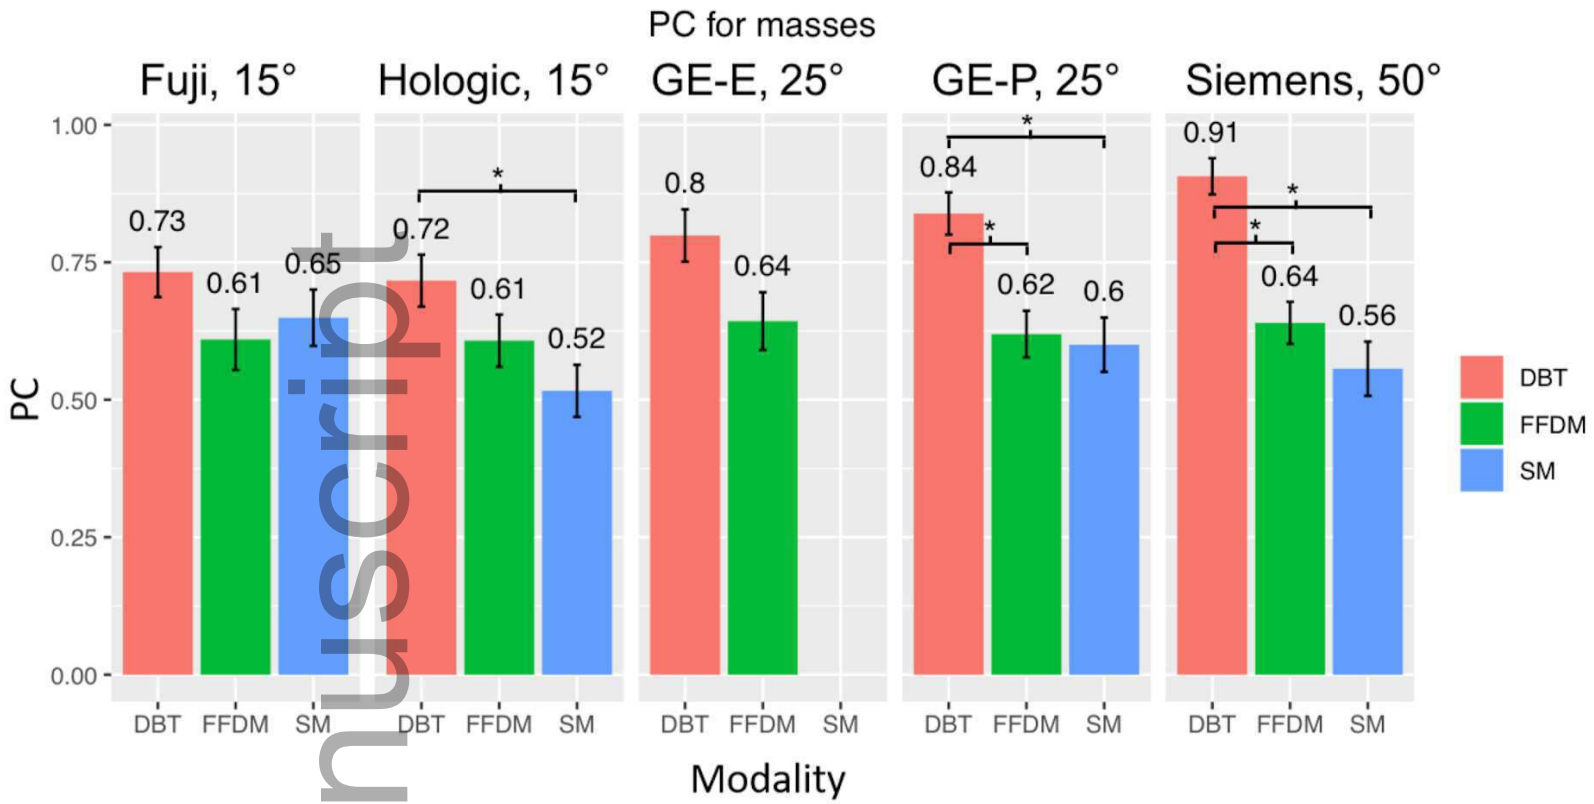 PC for masses
Fuji, 15° Hologic, 15° GE-E, 25° GE-P, 25° Siemens, 50°
1.00
0.75
0.50
0.25
0.00
PC
0.73
0.61
0.65
*
0.72
0.61
0.52
0.8
0.64
*
0.84
*
0.62
0.6
0.91
*
*
0.64
0.56
DBT FFDM SM DBT FFDM SM DBT FFDM SM DBT FFDM SM DBT FFDM SM
Modality
DBT
FFDM
SM
nuscript